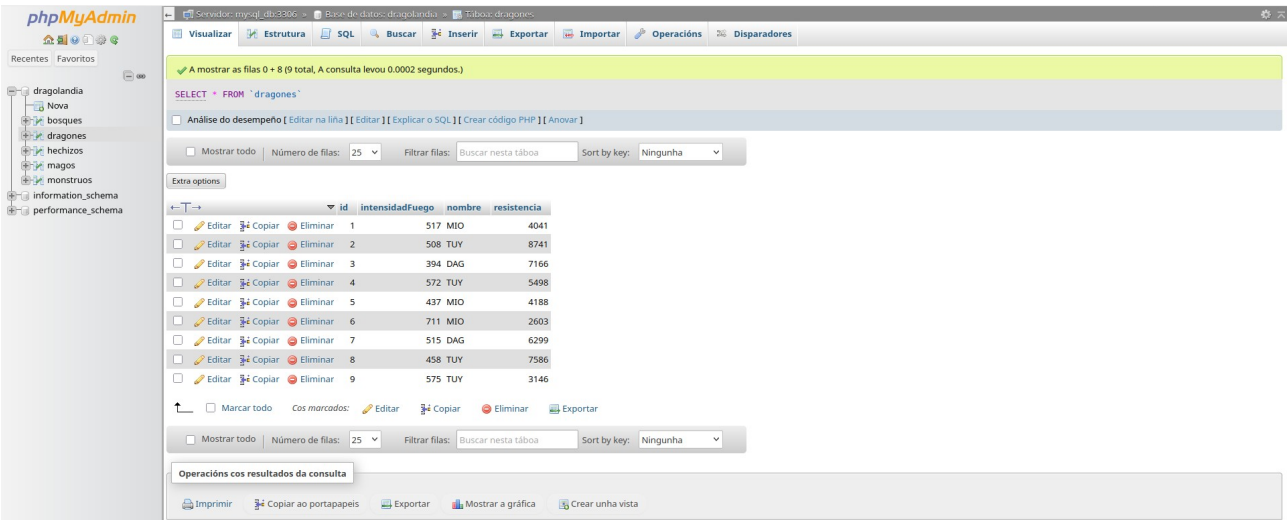 phpMyAdmin
Recentes Favoritos
dragolandia
Nova
bosques
dragones
hechizos
magos
monstruos
information_schema
performance_schema
Servidor: mysql_db:3306 » Base de datos: dragolandia » Táboa: dragones
Visualizar Estrutura SQL Buscar Inserir Exportar Importar Operacións Disparadores
A mostrar as filas 0 + 8 (9 total, A consulta levou 0.0002 segundos.)
SELECT * FROM `dragones`
Análise do desempeño [ Editar na liña ] [ Editar ] [ Explicar o SQL ] [ Crear código PHP ] [ Anovar ]
Mostrar todo Número de filas: 25 Filtrar filas: Buscar nesta táboa Sort by key: Ningunha
Extra options
id intensidadFuego nombre resistencia
Editar Copiar Eliminar 1 517 MIO 4041
Editar Copiar Eliminar 2 508 TUY 8741
Editar Copiar Eliminar 3 394 DAG 7166
Editar Copiar Eliminar 4 572 TUY 5498
Editar Copiar Eliminar 5 437 MIO 4188
Editar Copiar Eliminar 6 711 MIO 2603
Editar Copiar Eliminar 7 515 DAG 6299
Editar Copiar Eliminar 8 458 TUY 7586
Editar Copiar Eliminar 9 575 TUY 3146
Marcar todo Cos marcados: Editar Copiar Eliminar Exportar
Mostrar todo Número de filas: 25 Filtrar filas: Buscar nesta táboa Sort by key: Ningunha
Operacións cos resultados da consulta
Imprimir Copiar ao portapapeis Exportar Mostrar a gráfica Crear unha vista